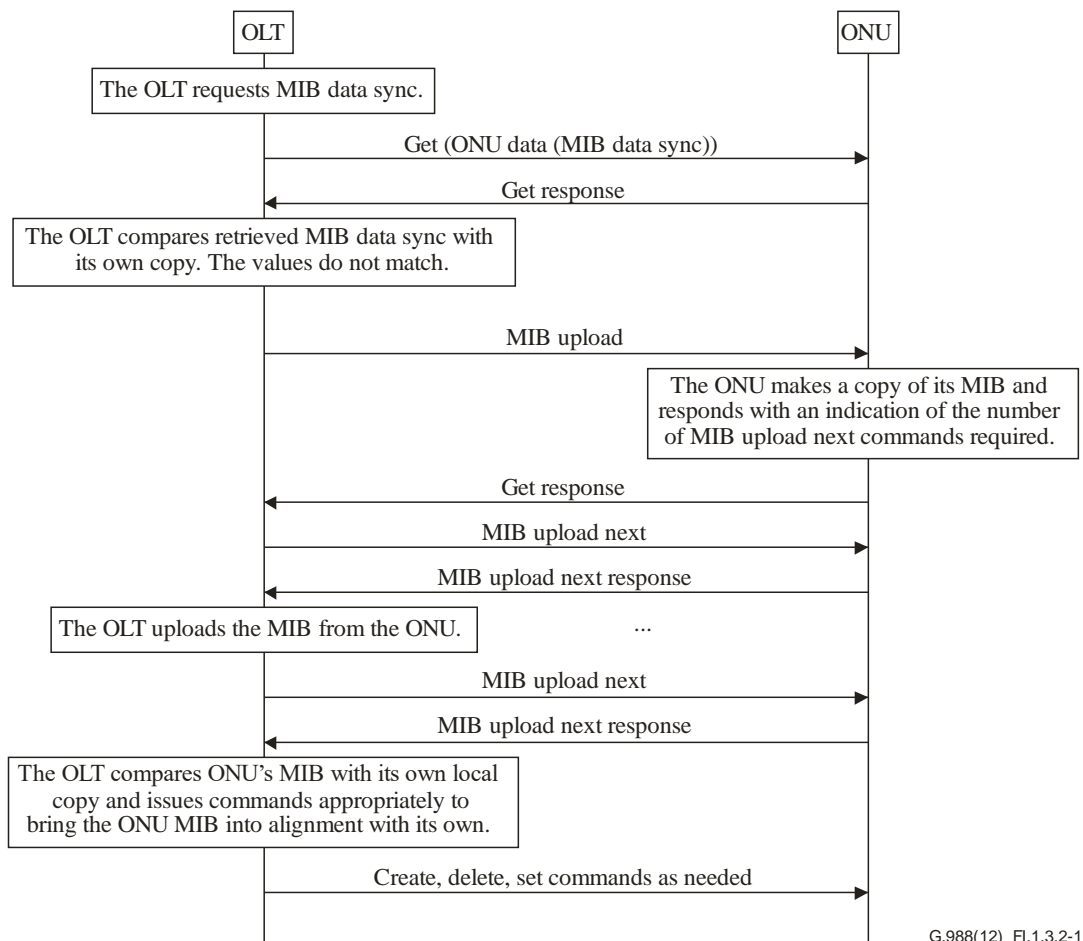 OLT
ONU
The OLT requests MIB data sync.
Get (ONU data (MIB data sync))
Get response
The OLT compares retrieved MIB data sync with
its own copy. The values do not match.
MIB upload
The ONU makes a copy of its MIB and
responds with an indication of the number
of MIB upload next commands required.
Get response
MIB upload next
MIB upload next response
The OLT uploads the MIB from the ONU.
...
MIB upload next
MIB upload next response
The OLT compares ONU's MIB with its own local
copy and issues commands appropriately to
bring the ONU MIB into alignment with its own.
Create, delete, set commands as needed
G.988(12)_FI.1.3.2-1